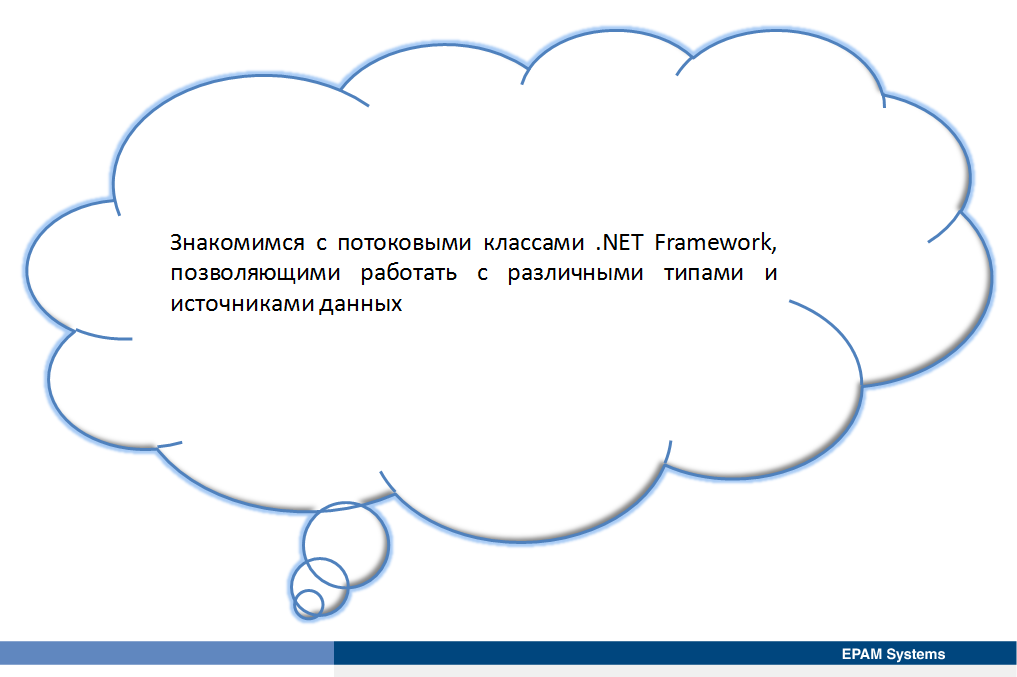 Знакомимся с потоковыми классами .NET Framework,
позволяющими работать с различными типами и
источниками данных
EPAM Systems